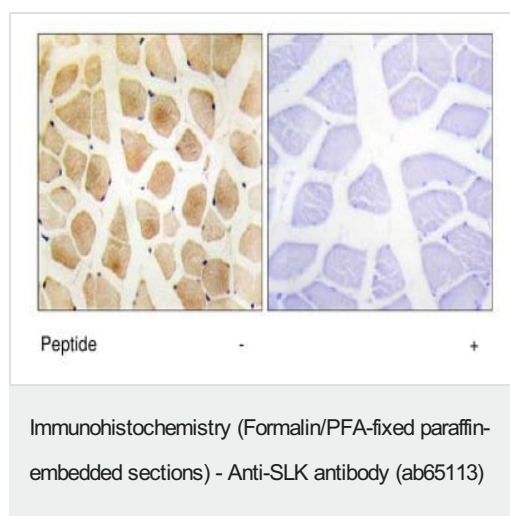 Peptide - +
Immunohistochemistry (Formalin/PFA-fixed paraffin-
embedded sections) - Anti-SLK antibody (ab65113)